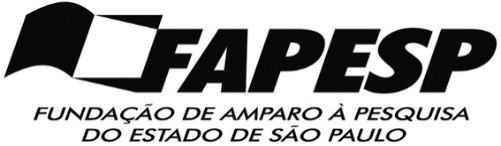 FAPESP
FUNDAÇÃO DE AMPARO À PESQUISA
DO ESTADO DE SÃO PAULO